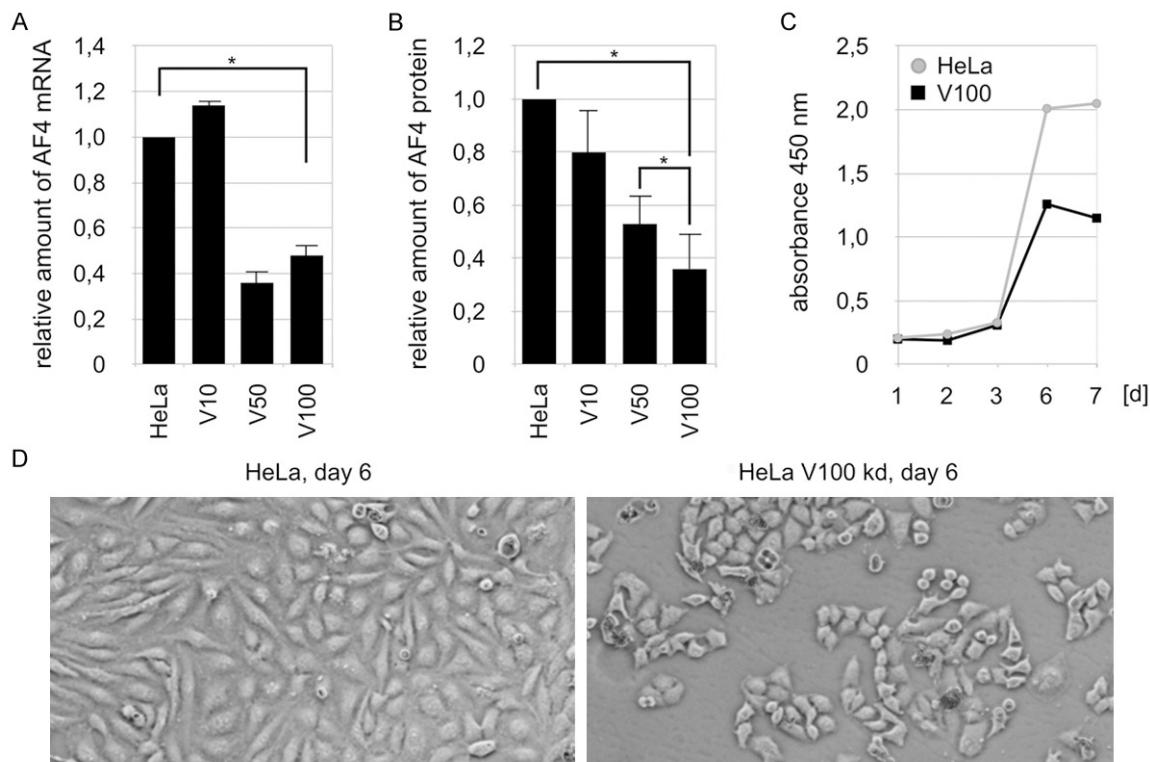 A
relative amount of AF4 mRNA
1,4
1,2
1,0
0,8
0,6
0,4
0,2
0
*
HeLa
V10
V50
V100
B
relative amount of AF4 protein
1,2
1,0
0,8
0,6
0,4
0,2
0
*
*
HeLa
V10
V50
V100
C
absorbance 450 nm
2,5
2,0
1,5
1,0
0,5
0
HeLa
V100
1 2 3 6 7 [d]
D
HeLa, day 6
HeLa V100 kd, day 6